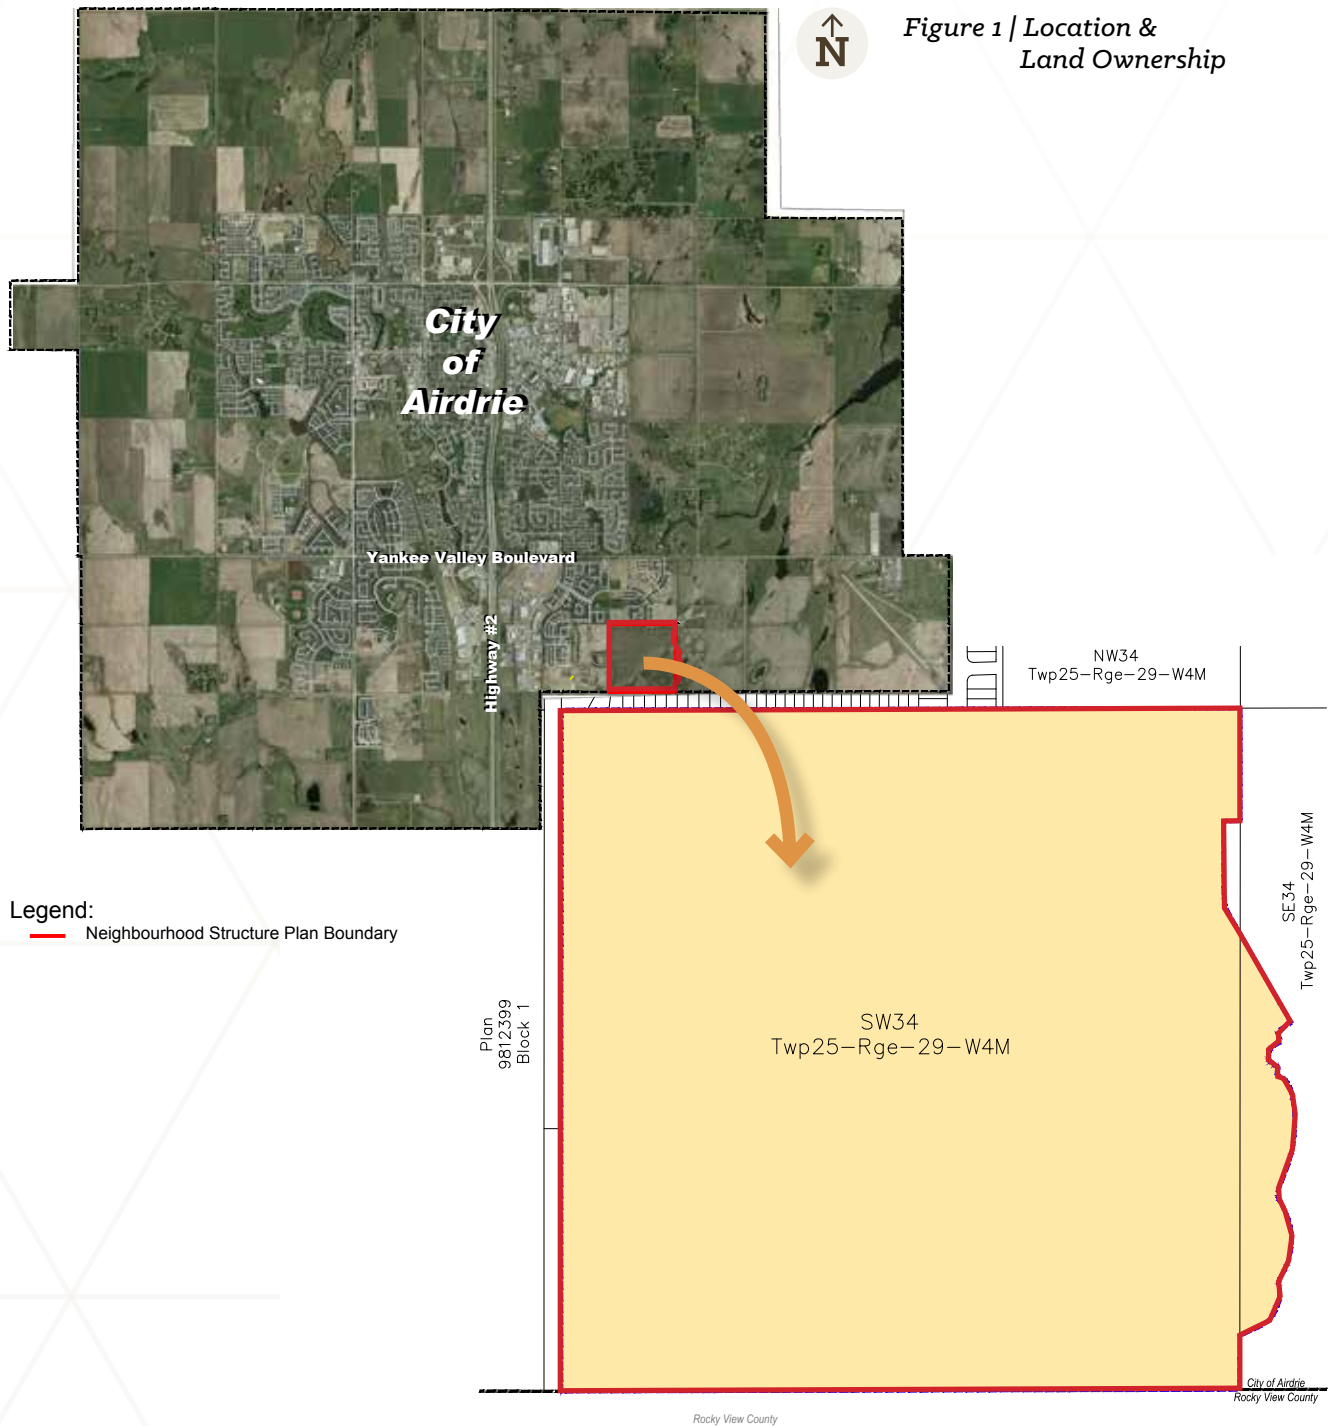 N
Figure 1 | Location &
Land Ownership
City
of
Airdrie
Yankee Valley Boulevard
Highway #2
NW34
Twp25-Rge-29-W4M
SE34
Twp25-Rge-29-W4M
Legend:
Neighbourhood Structure Plan Boundary
Plan
9812399
Block 1
SW34
Twp25-Rge-29-W4M
City of Airdrie
Rocky View County
Rocky View County